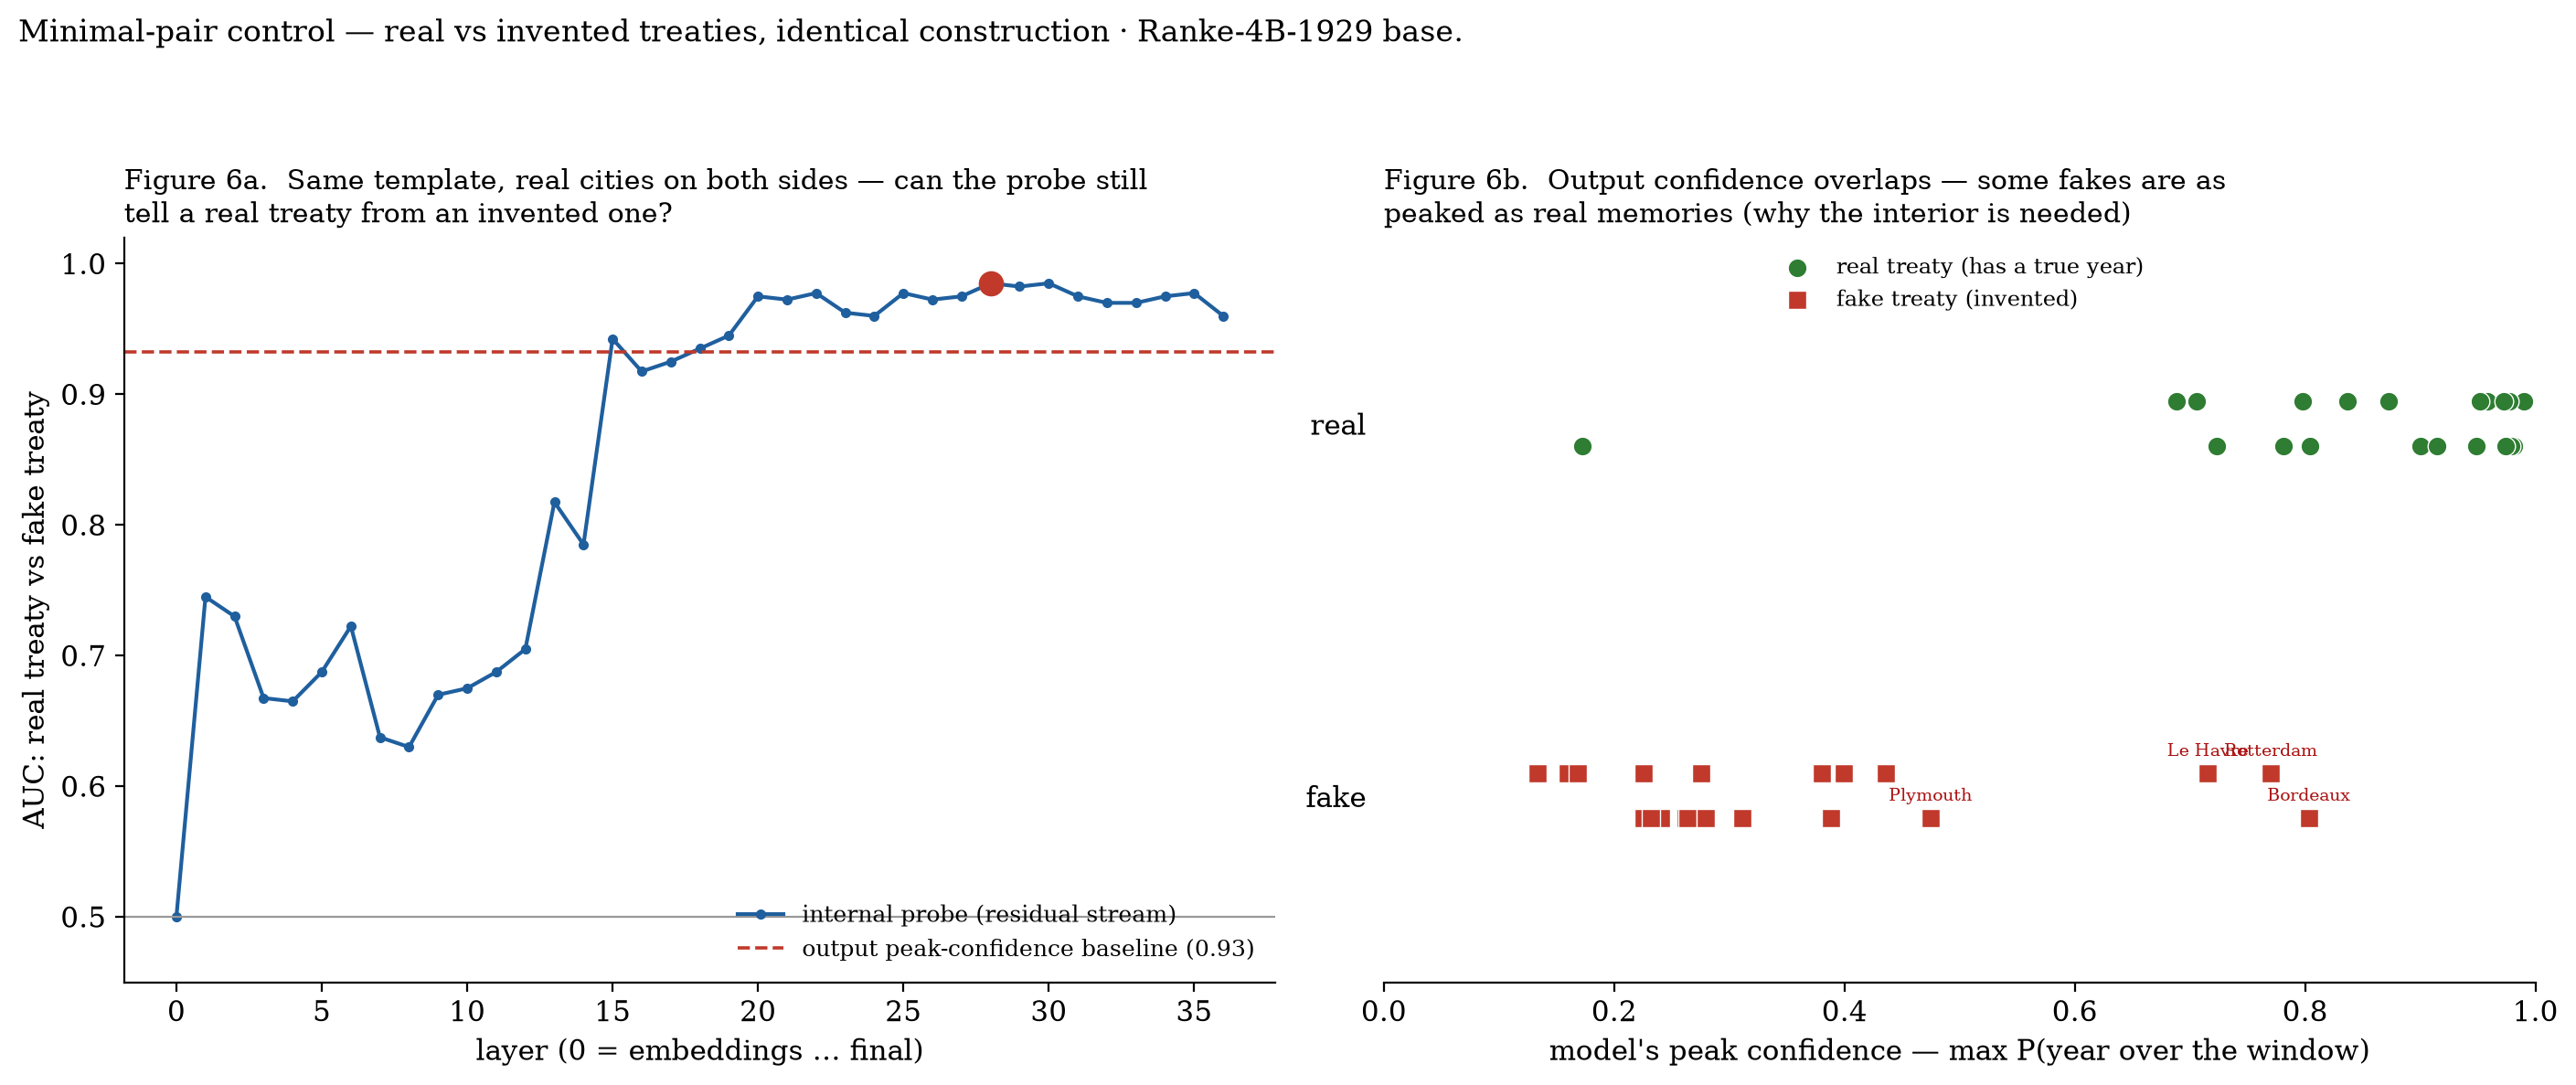 Minimal-pair control — real vs invented treaties, identical construction · Ranke-4B-1929 base.
Figure 6a.  Same template, real cities on both sides — can the probe still
tell a real treaty from an invented one?
AUC: real treaty vs fake treaty
1.0
0.9
0.8
0.7
0.6
0.5
internal probe (residual stream)
output peak-confidence baseline (0.93)
0 5 10 15 20 25 30 35
layer (0 = embeddings … final)
Figure 6b.  Output confidence overlaps — some fakes are as
peaked as real memories (why the interior is needed)
real treaty (has a true year)
fake treaty (invented)
real
fake
Le Havre Rotterdam
Plymouth
Bordeaux
0.0 0.2 0.4 0.6 0.8 1.0
model's peak confidence — max P(year over the window)